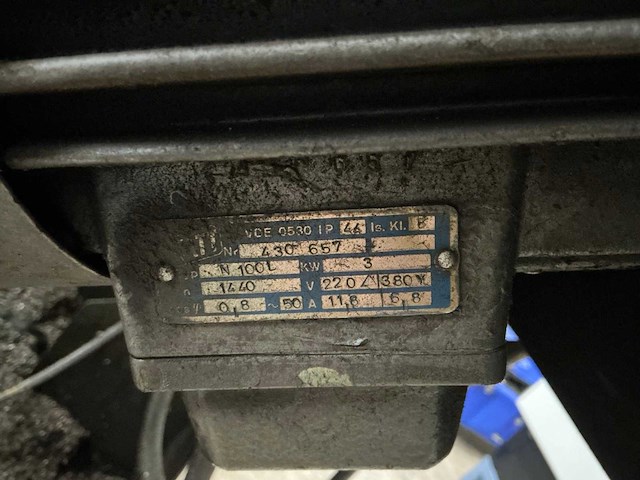 VDE 0530 IP 44 Is. Kl. B
Nr 430 657
N 100L KW 3
n 1440 V 220/380Y
0,8 ~ 50 A 11,8 6,8